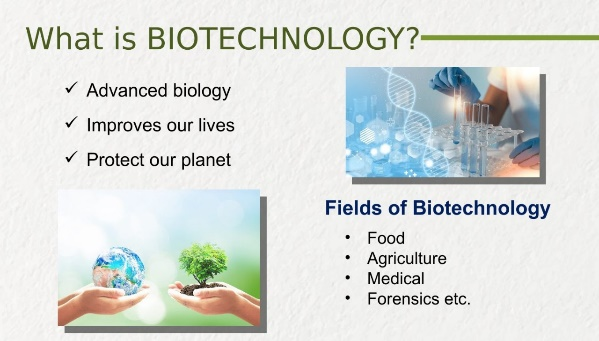 What is BIOTECHNOLOGY?
✓ Advanced biology
✓ Improves our lives
✓ Protect our planet
Fields of Biotechnology
• Food
• Agriculture
• Medical
• Forensics etc.